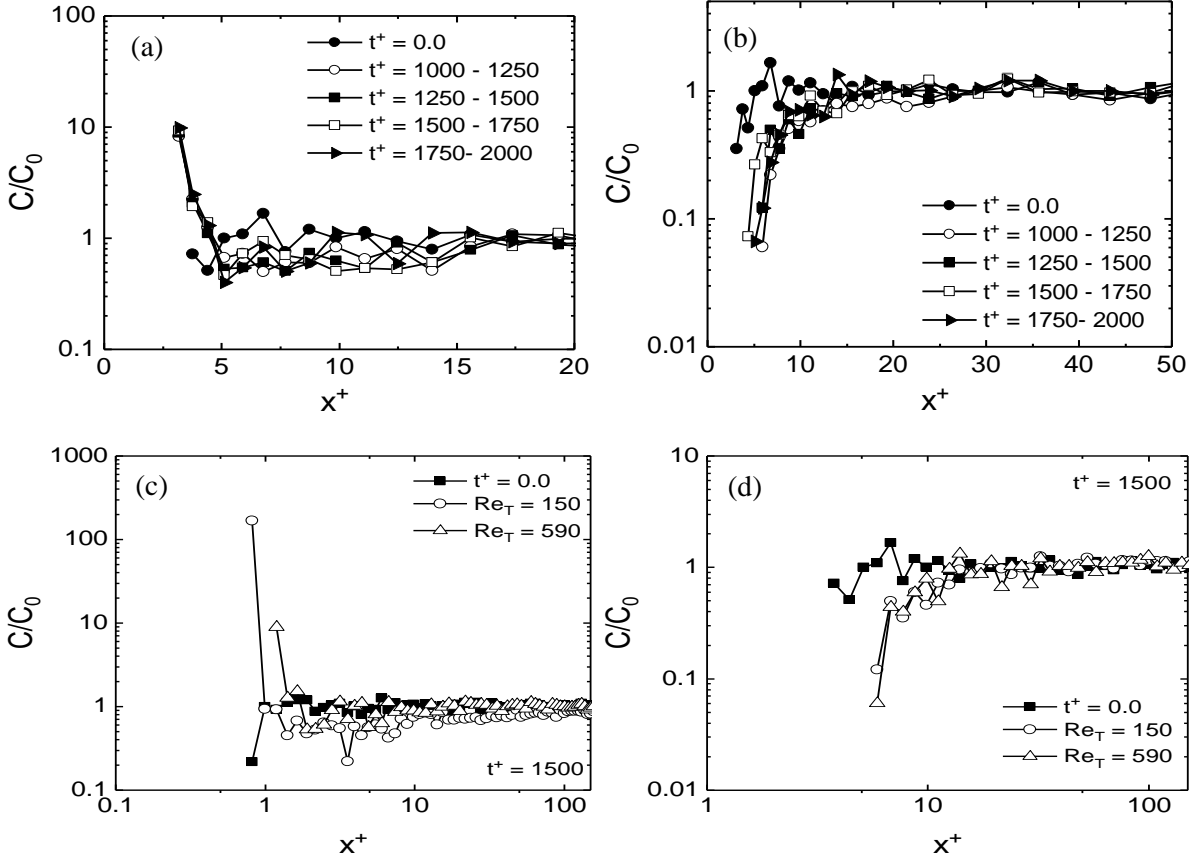 (a)
100
10
1
0.1
C/C₀
t⁺ = 0.0
t⁺ = 1000 - 1250
t⁺ = 1250 - 1500
t⁺ = 1500 - 1750
t⁺ = 1750- 2000
0 5 10 15 20
x⁺
(b)
1
0.1
0.01
C/C₀
t⁺ = 0.0
t⁺ = 1000 - 1250
t⁺ = 1250 - 1500
t⁺ = 1500 - 1750
t⁺ = 1750- 2000
0 10 20 30 40 50
x⁺
(c)
1000
100
10
1
0.1
C/C₀
t⁺ = 0.0
Re_T = 150
Re_T = 590
t⁺ = 1500
0.1 1 10 100
x⁺
(d)
10
1
0.1
0.01
C/C₀
t⁺ = 1500
t⁺ = 0.0
Re_T = 150
Re_T = 590
1 10 100
x⁺